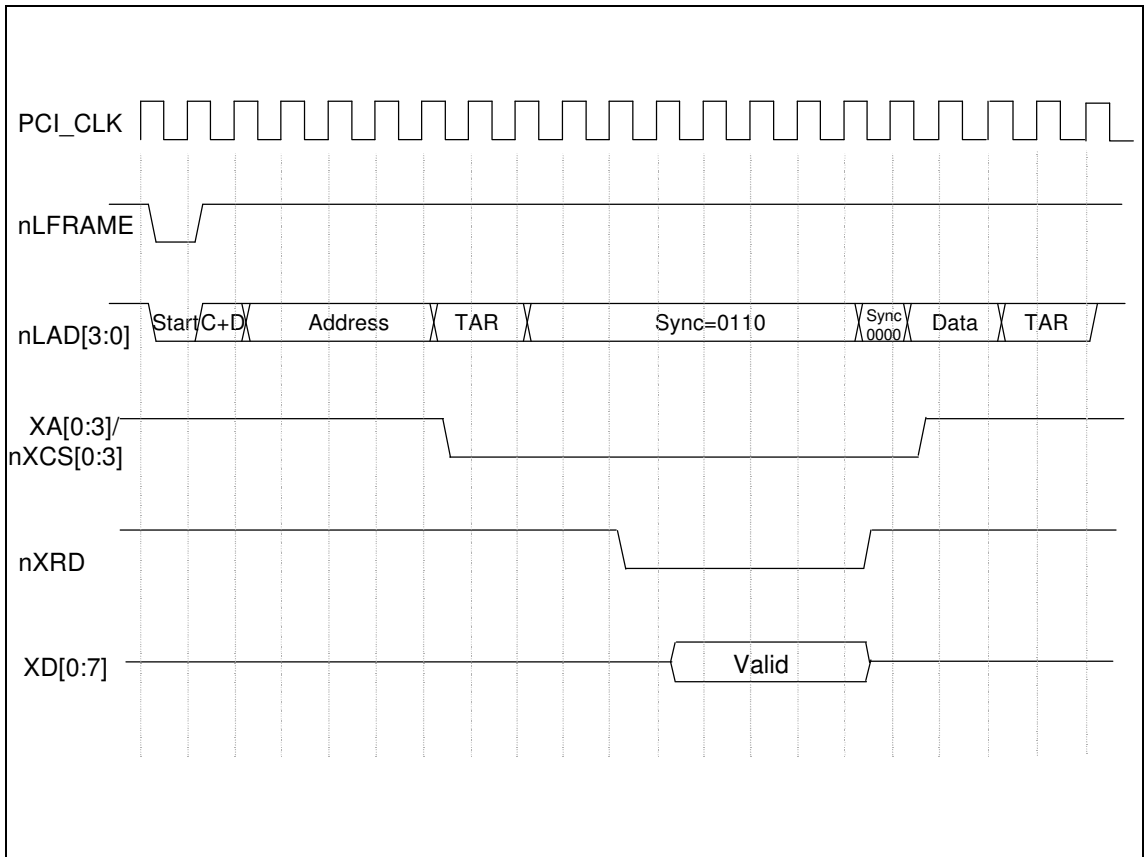 PCI_CLK
nLFRAME
nLAD[3:0]
Start
C+D
Address
TAR
Sync=0110
Sync
0000
Data
TAR
XA[0:3]/
nXCS[0:3]
nXRD
XD[0:7]
Valid